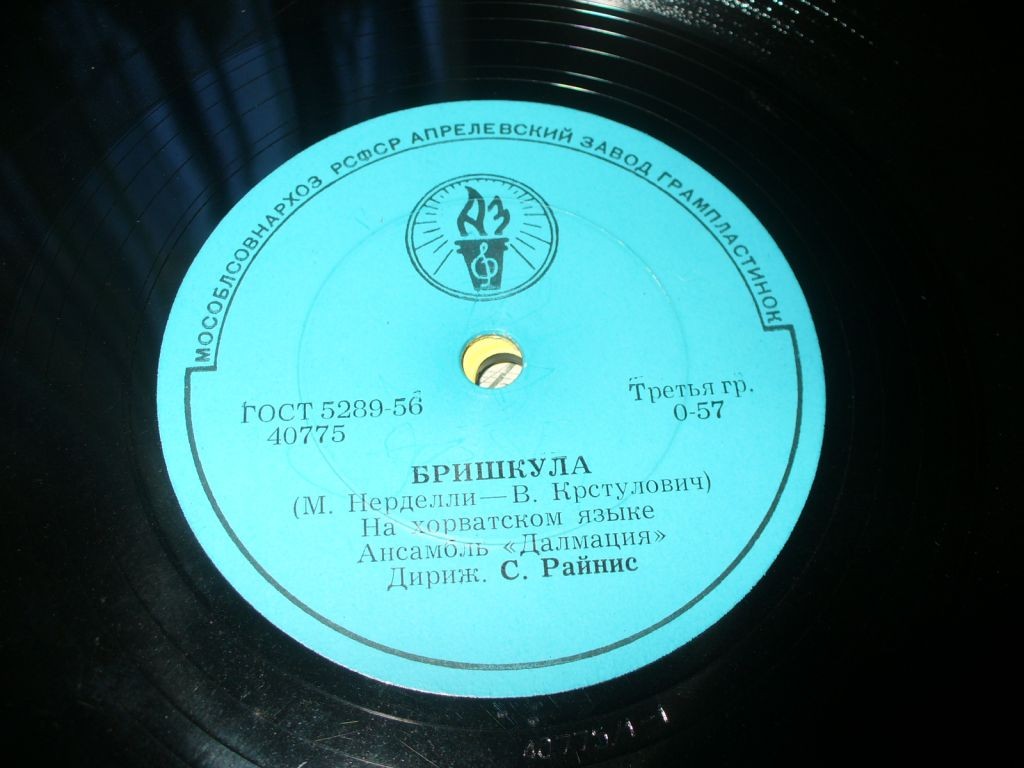 МОСОБЛСОВНАРХОЗ РСФСР АПРЕЛЕВСКИЙ ЗАВОД ГРАМПЛАСТИНОК
АЗ
ГОСТ 5289-56
40775
Третья гр.
0-57
БРИШКУЛА
(М. Нерделли — В. Крстулович)
На хорватском языке
Ансамбль «Далмация»
Дириж. С. Райнис